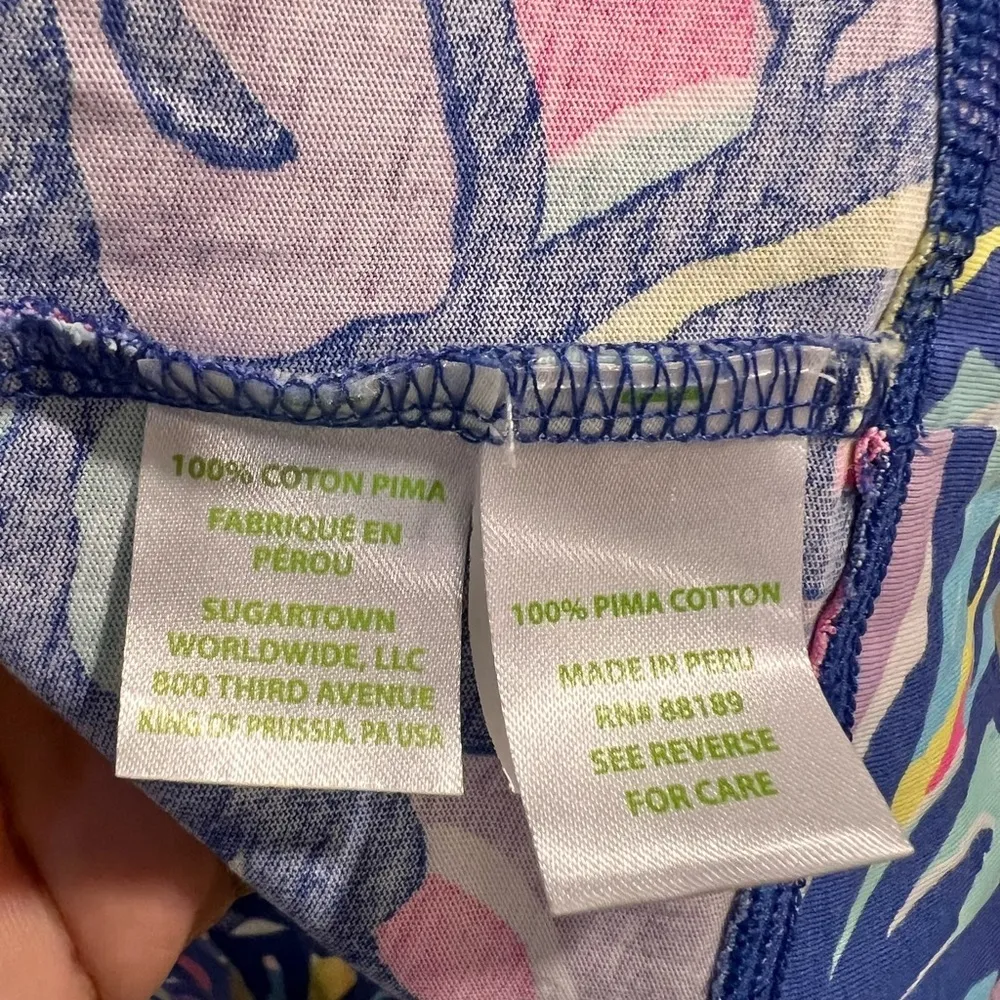 100% COTON PIMA
FABRIQUÉ EN
PÉROU
SUGARTOWN
WORLDWIDE, LLC
800 THIRD AVENUE
KING OF PRUSSIA, PA USA
100% PIMA COTTON
MADE IN PERU
RN# 88189
SEE REVERSE
FOR CARE